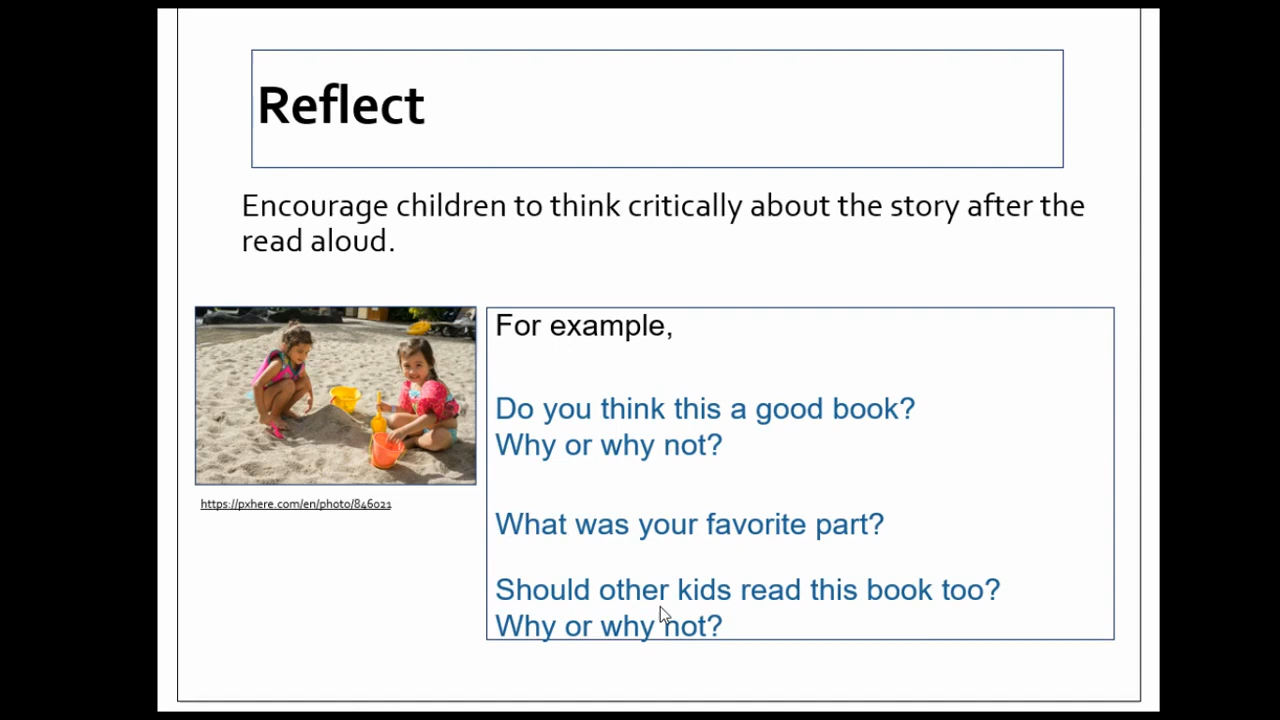 Reflect
Encourage children to think critically about the story after the
read aloud.
For example,
Do you think this a good book?
Why or why not?
What was your favorite part?
Should other kids read this book too?
Why or why not?
https://pxhere.com/en/photo/846021